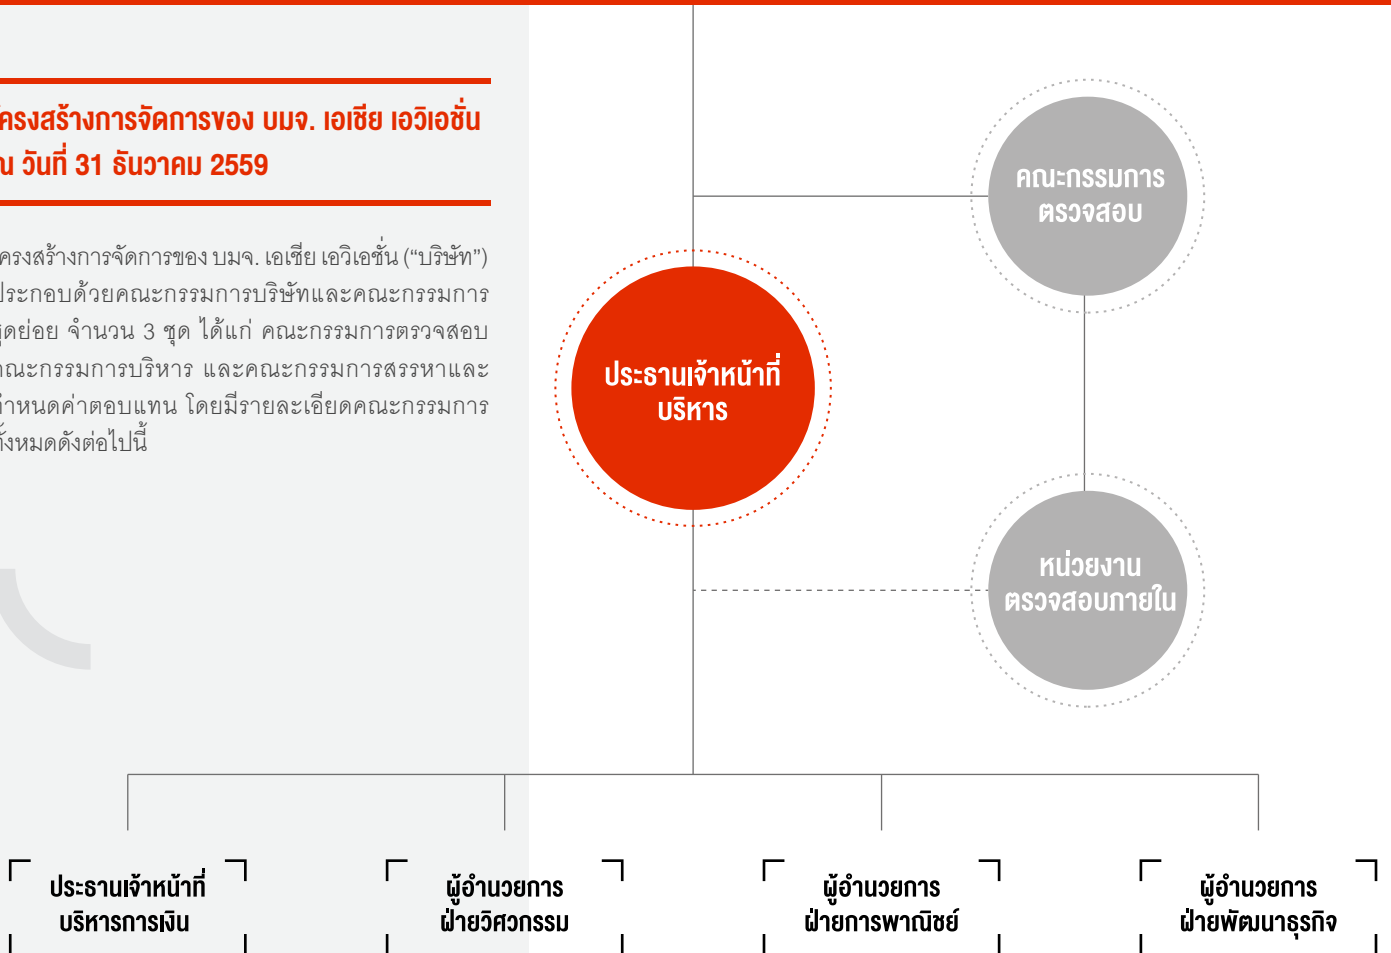 โครงสร้างการจัดการของ บมจ. เอเชีย เอวิเอชั่น
ณ วันที่ 31 ธันวาคม 2559
โครงสร้างการจัดการของ บมจ. เอเชีย เอวิเอชั่น (“บริษัท”)
ประกอบด้วยคณะกรรมการบริษัทและคณะกรรมการ
ชุดย่อย จำนวน 3 ชุด ได้แก่ คณะกรรมการตรวจสอบ
คณะกรรมการบริหาร และคณะกรรมการสรรหาและ
กำหนดค่าตอบแทน โดยมีรายละเอียดคณะกรรมการ
ทั้งหมดดังต่อไปนี้
คณะกรรมการ
ตรวจสอบ
ประธานเจ้าหน้าที่
บริหาร
หน่วยงาน
ตรวจสอบภายใน
ประธานเจ้าหน้าที่
บริหารการเงิน
ผู้อำนวยการ
ฝ่ายวิศวกรรม
ผู้อำนวยการ
ฝ่ายการพาณิชย์
ผู้อำนวยการ
ฝ่ายพัฒนาธุรกิจ